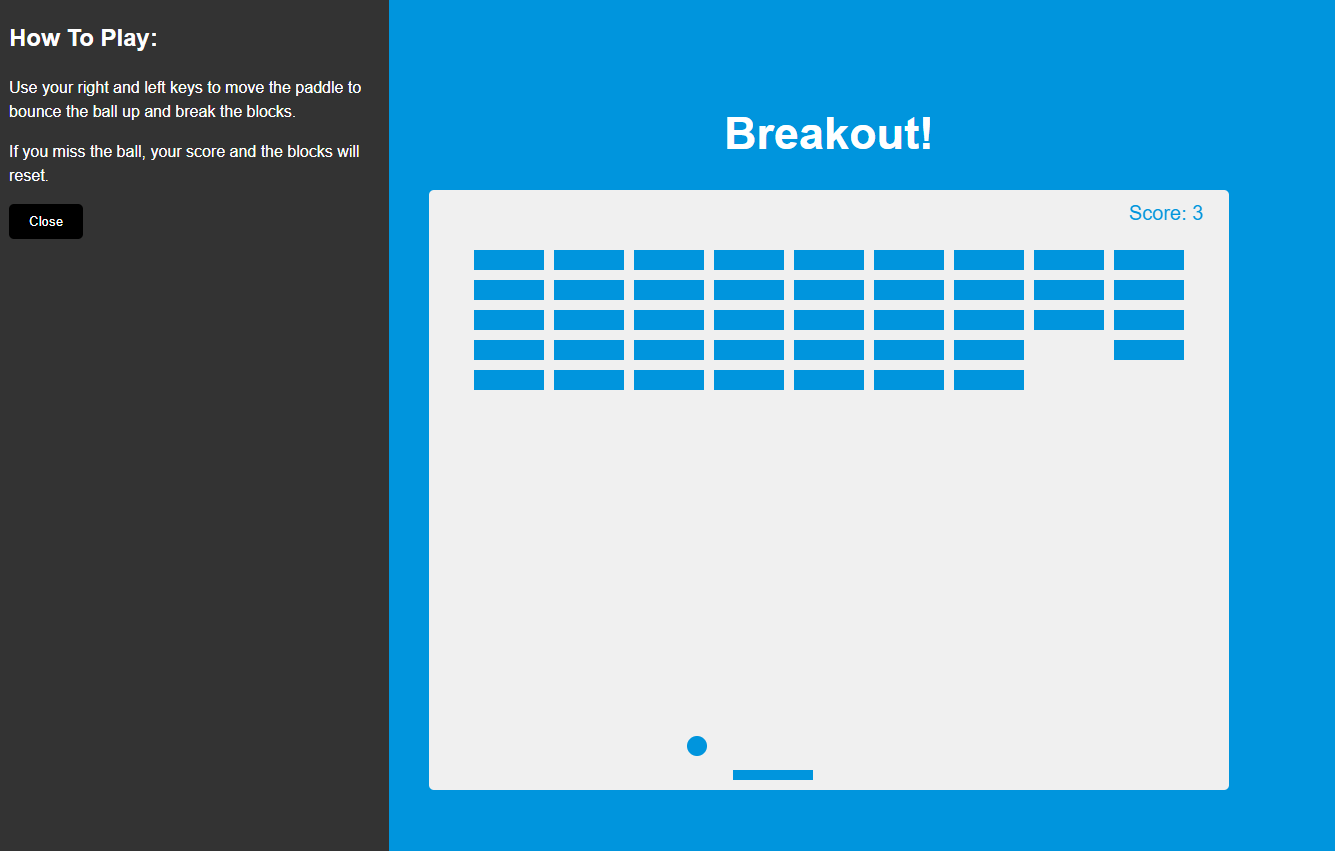 How To Play:
Use your right and left keys to move the paddle to
bounce the ball up and break the blocks.
If you miss the ball, your score and the blocks will
reset.
Close
Breakout!
Score: 3